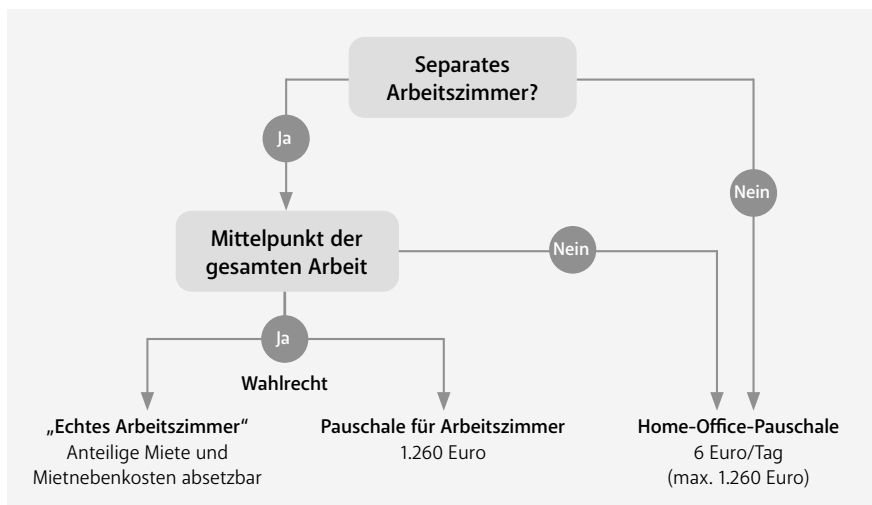 Separates
Arbeitszimmer?
Ja
Nein
Mittelpunkt der
gesamten Arbeit
Nein
Ja
Wahlrecht
„Echtes Arbeitszimmer“
Anteilige Miete und
Mietnebenkosten absetzbar
Pauschale für Arbeitszimmer
1.260 Euro
Home-Office-Pauschale
6 Euro/Tag
(max. 1.260 Euro)